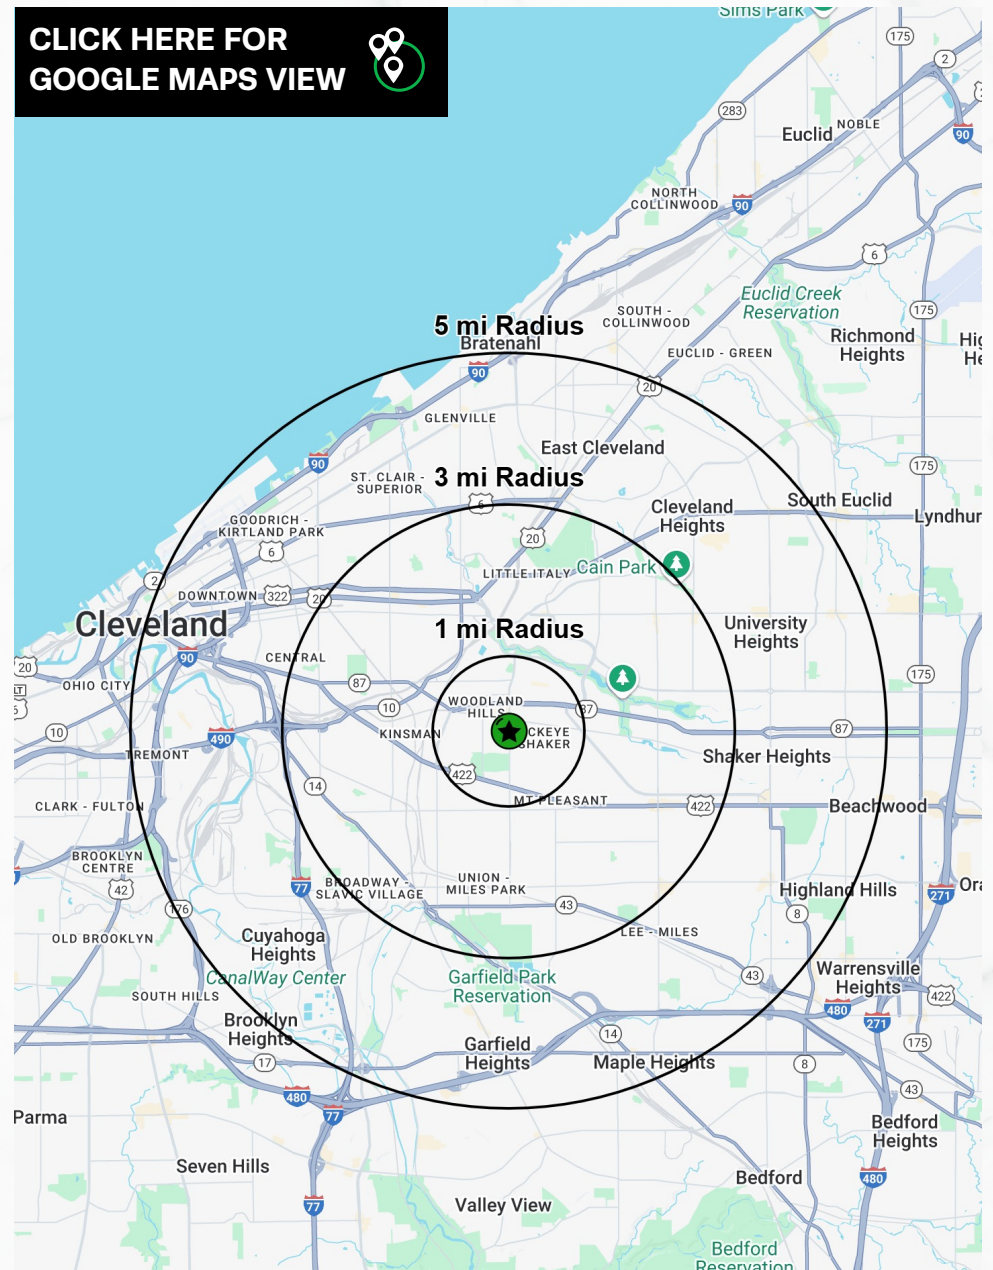 CLICK HERE FOR
GOOGLE MAPS VIEW
Sims Park
175
2
283
Euclid
NOBLE
90
NORTH
COLLINWOOD
90
6
Euclid Creek
Reservation
175
SOUTH -
COLLINWOOD
5 mi Radius
Bratenahl
Richmond
Heights
Hig
He
EUCLID - GREEN
90
20
GLENVILLE
East Cleveland
90
175
ST. CLAIR -
SUPERIOR
3 mi Radius
6
South Euclid
Cleveland
Heights
Lyndhur
GOODRICH -
KIRTLAND PARK
6
20
LITTLE ITALY
Cain Park
2
DOWNTOWN
322
20
Cleveland
1 mi Radius
University
Heights
90
CENTRAL
20
OHIO CITY
87
175
WOODLAND
HILLS
10
87
10
490
KINSMAN
CKEYE
SHAKER
87
TREMONT
Shaker Heights
422
14
CLARK - FULTON
MT PLEASANT
422
Beachwood
BROOKLYN
CENTRE
42
77
BROADWAY -
SLAVIC VILLAGE
UNION -
MILES PARK
Highland Hills
271
Ora
176
43
8
OLD BROOKLYN
Cuyahoga
Heights
LEE - MILES
CanalWay Center
Garfield Park
Reservation
43
Warrensville
Heights
SOUTH HILLS
422
480
271
Brooklyn
Heights
14
175
Garfield
Heights
17
Maple Heights
8
480
43
77
Parma
Bedford
Heights
Seven Hills
Bedford
480
77
Valley View
Bedford
Reservation